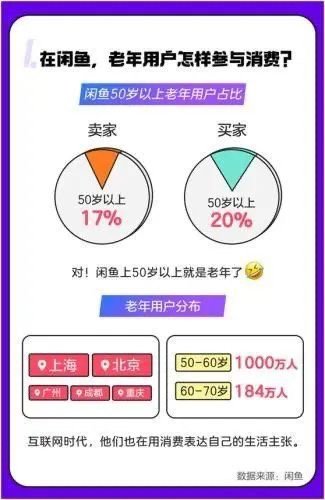 1.在闲鱼，老年用户怎样参与消费？
闲鱼50岁以上老年用户占比
卖家
买家
50岁以上
17%
50岁以上
20%
对！闲鱼上50岁以上就是老年了🤣
老年用户分布
上海
北京
广州
成都
重庆
50-60岁 1000万人
60-70岁 184万人
互联网时代，他们也在用消费表达自己的生活主张。
数据来源：闲鱼